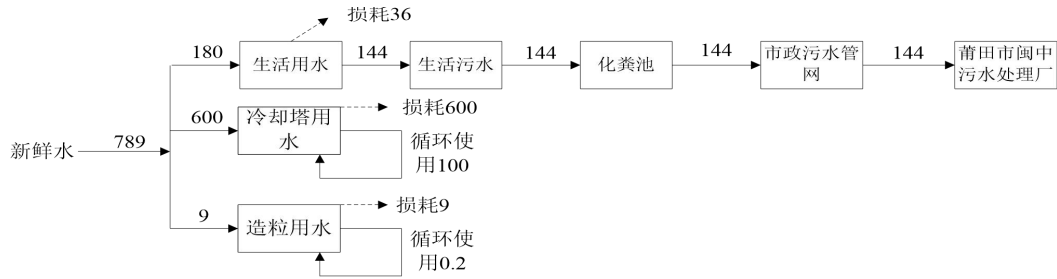 损耗36
180
生活用水
144
生活污水
144
化粪池
144
市政污水管
网
144
莆田市闽中
污水处理厂
新鲜水
789
600
冷却塔用
水
损耗600
循环使
用100
9
造粒用水
损耗9
循环使
用0.2